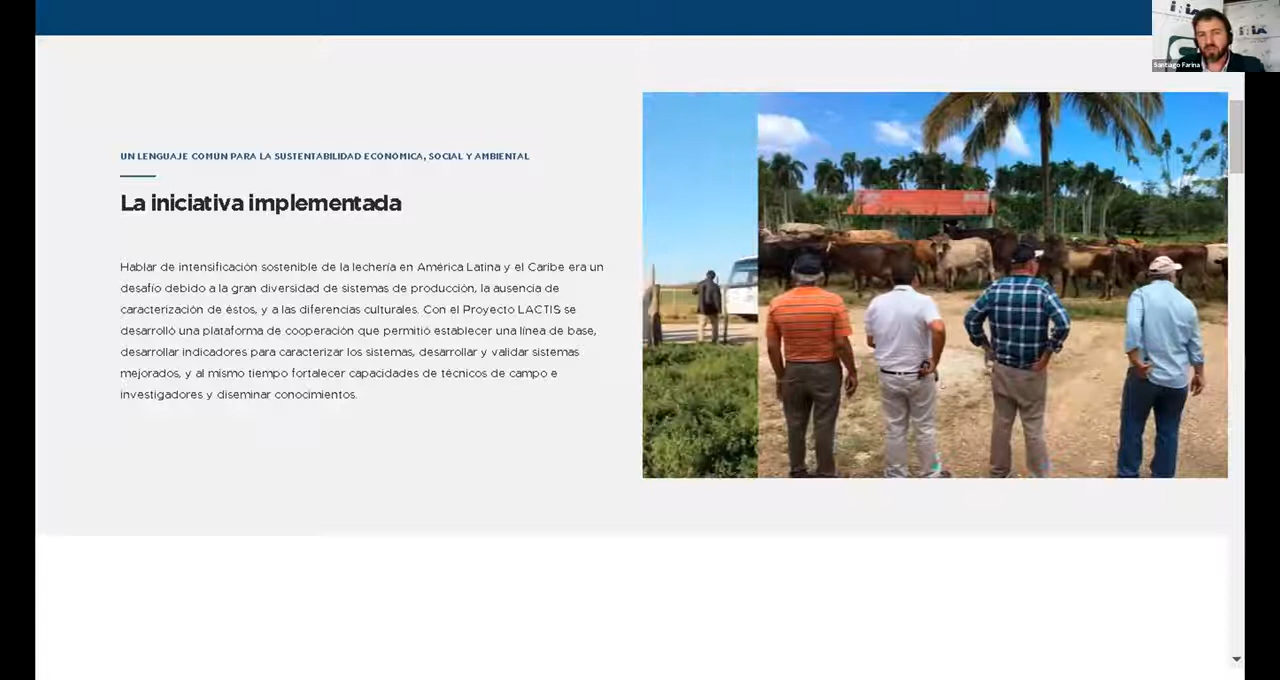 Santiago Farina
UN LENGUAJE COMÚN PARA LA SUSTENTABILIDAD ECONÓMICA, SOCIAL Y AMBIENTAL
La iniciativa implementada
Hablar de intensificación sostenible de la lechería en América Latina y el Caribe era un
desafío debido a la gran diversidad de sistemas de producción, la ausencia de
caracterización de éstos, y a las diferencias culturales. Con el Proyecto LACTIS se
desarrolló una plataforma de cooperación que permitió establecer una línea de base,
desarrollar indicadores para caracterizar los sistemas, desarrollar y validar sistemas
mejorados, y al mismo tiempo fortalecer capacidades de técnicos de campo e
investigadores y diseminar conocimientos.